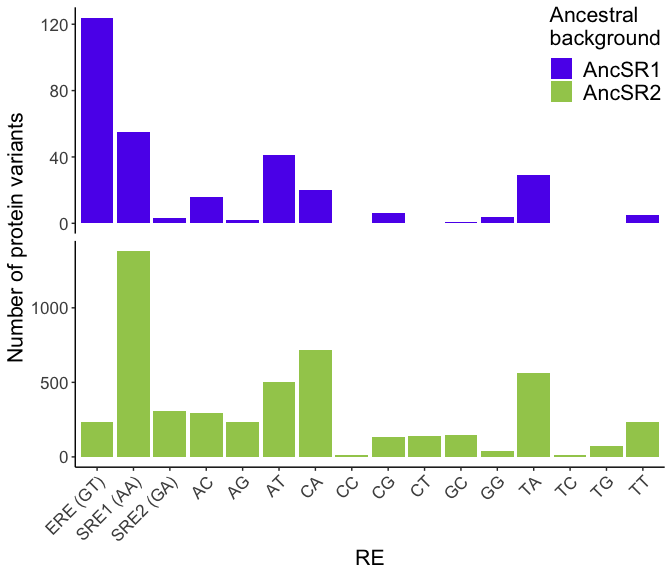 Ancestral
background
AncSR1
AncSR2
Number of protein variants
120
80
40
0
1000
500
0
ERE (GT)
SRE1 (AA)
SRE2 (GA)
AC
AG
AT
CA
CC
CG
CT
GC
GG
TA
TC
TG
TT
RE